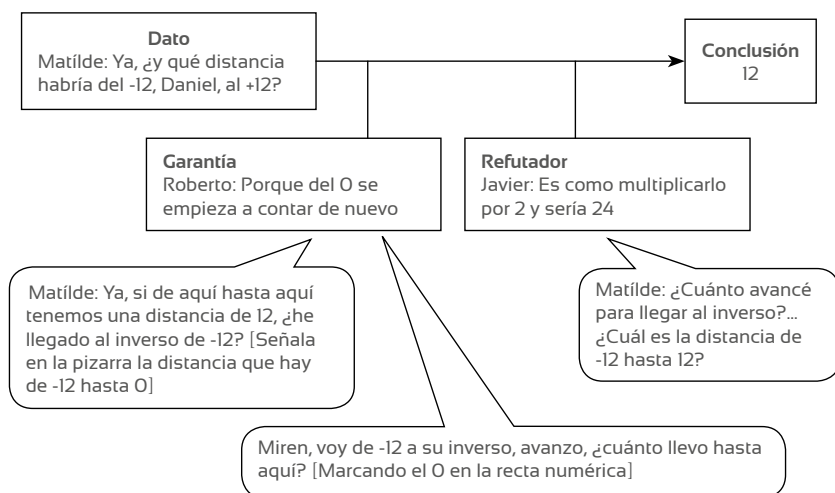 Dato
Matílde: Ya, ¿y qué distancia
habría del -12, Daniel, al +12?
Conclusión
12
Garantía
Roberto: Porque del 0 se
empieza a contar de nuevo
Refutador
Javier: Es como multiplicarlo
por 2 y sería 24
Matílde: Ya, si de aquí hasta aquí
tenemos una distancia de 12, ¿he
llegado al inverso de -12? [Señala
en la pizarra la distancia que hay
de -12 hasta 0]
Matílde: ¿Cuánto avancé
para llegar al inverso?...
¿Cuál es la distancia de
-12 hasta 12?
Miren, voy de -12 a su inverso, avanzo, ¿cuánto llevo hasta
aquí? [Marcando el 0 en la recta numérica]